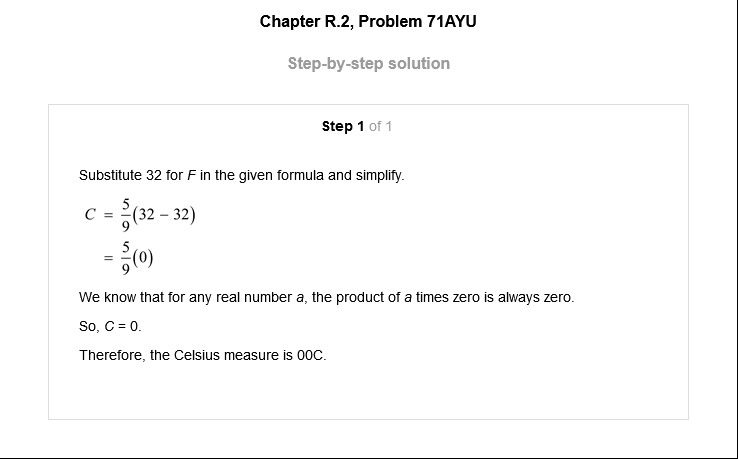 Chapter R.2, Problem 71AYU
Step-by-step solution
Step 1 of 1
Substitute 32 for F in the given formula and simplify.
C = 5/9(32 − 32)
= 5/9(0)
We know that for any real number a, the product of a times zero is always zero.
So, C = 0.
Therefore, the Celsius measure is 00C.